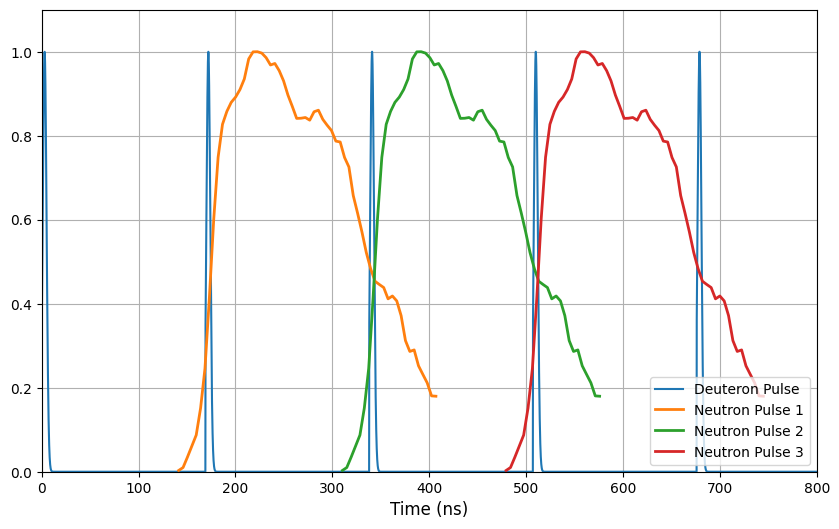 1.0
0.8
0.6
0.4
0.2
0.0
0 100 200 300 400 500 600 700 800
Time (ns)
Deuteron Pulse
Neutron Pulse 1
Neutron Pulse 2
Neutron Pulse 3